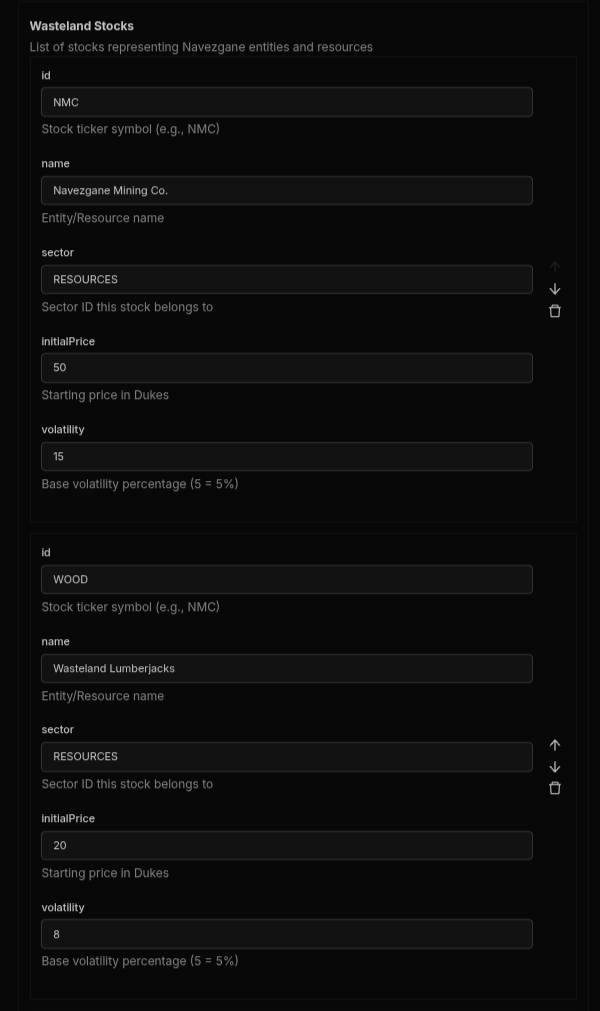 Wasteland Stocks
List of stocks representing Navezgane entities and resources
id
NMC
Stock ticker symbol (e.g., NMC)
name
Navezgane Mining Co.
Entity/Resource name
sector
RESOURCES
Sector ID this stock belongs to
initialPrice
50
Starting price in Dukes
volatility
15
Base volatility percentage (5 = 5%)
id
WOOD
Stock ticker symbol (e.g., NMC)
name
Wasteland Lumberjacks
Entity/Resource name
sector
RESOURCES
Sector ID this stock belongs to
initialPrice
20
Starting price in Dukes
volatility
8
Base volatility percentage (5 = 5%)